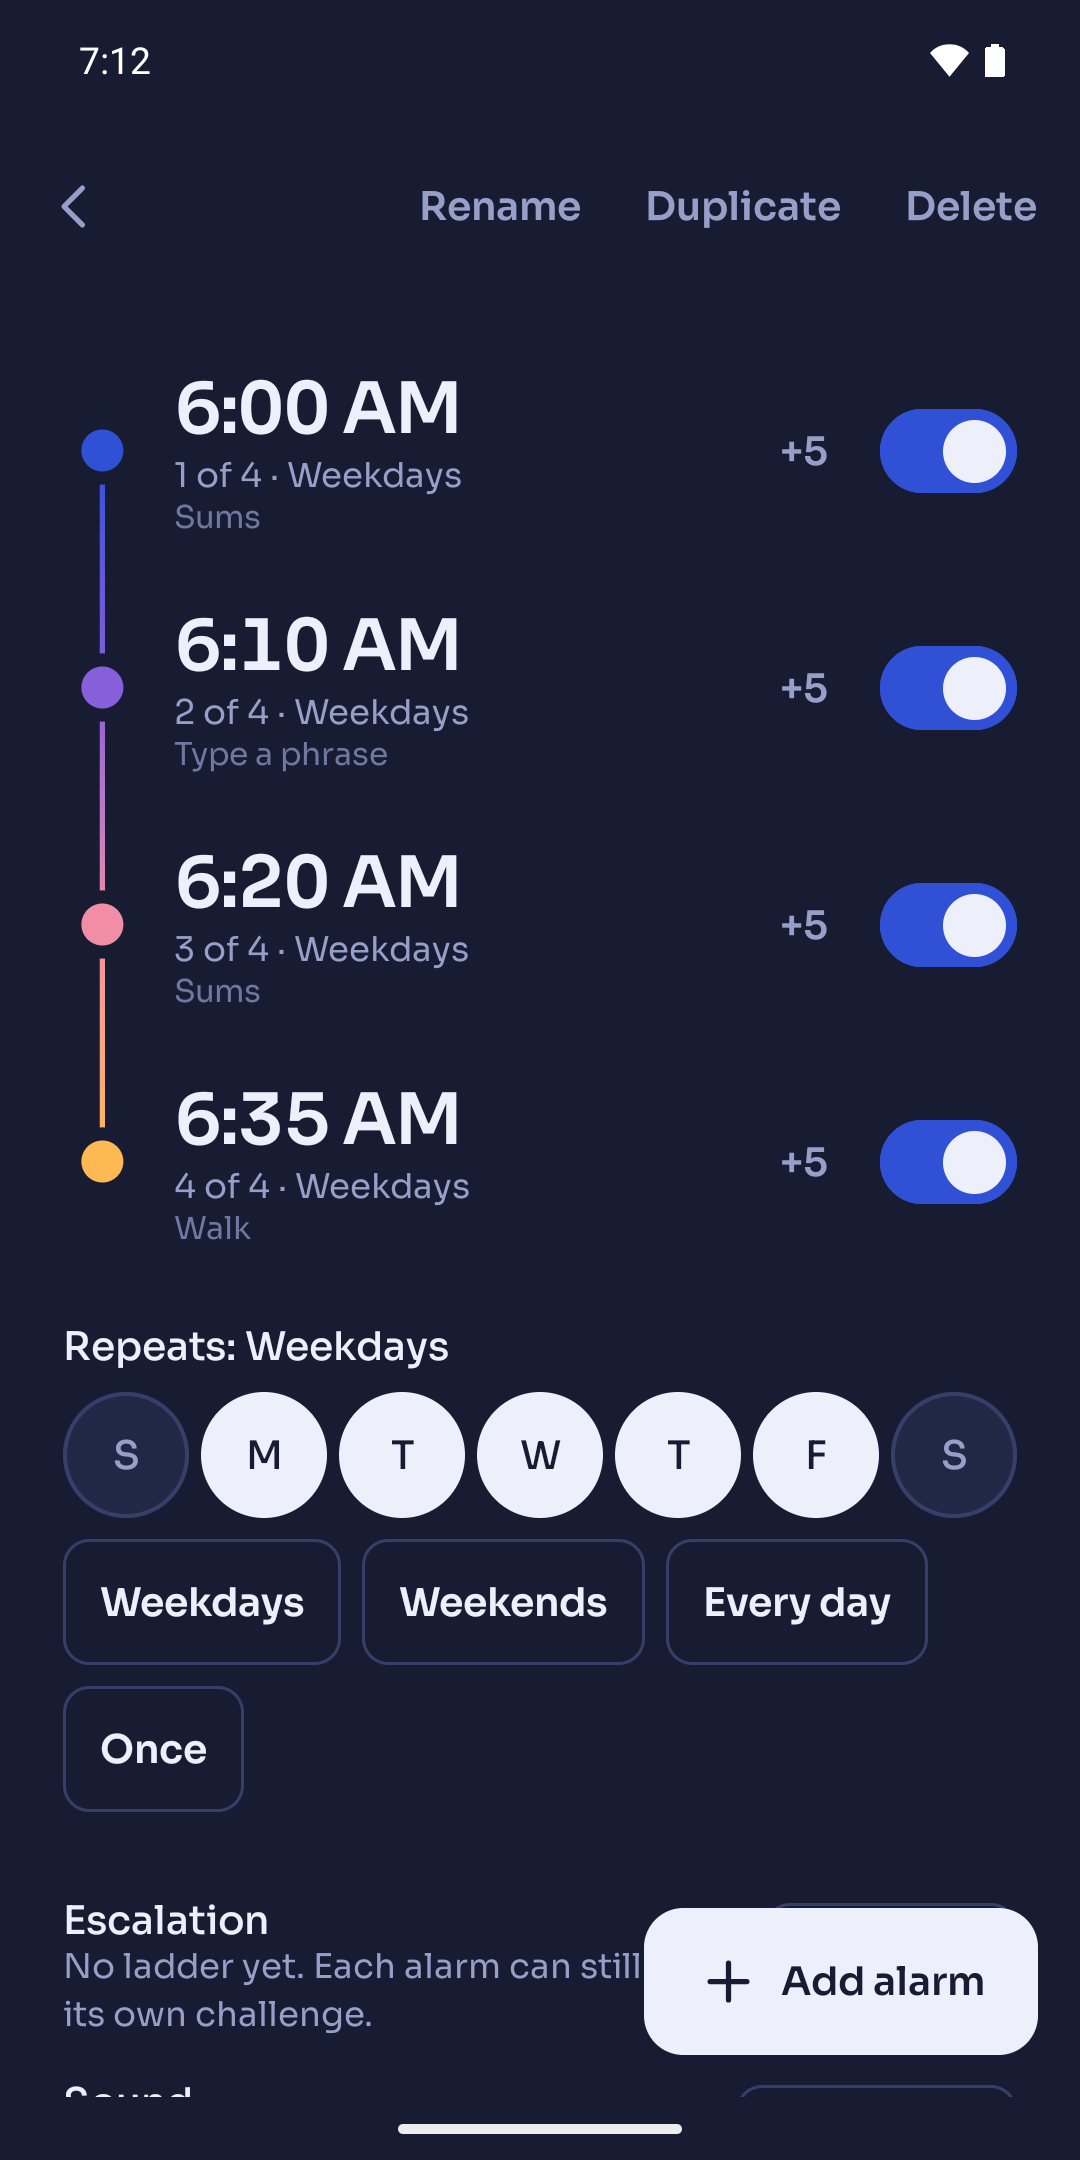 7:12
Rename Duplicate Delete
6:00 AM
1 of 4 · Weekdays
Sums
+5
6:10 AM
2 of 4 · Weekdays
Type a phrase
+5
6:20 AM
3 of 4 · Weekdays
Sums
+5
6:35 AM
4 of 4 · Weekdays
Walk
+5
Repeats: Weekdays
S M T W T F S
Weekdays Weekends Every day
Once
Escalation
No ladder yet. Each alarm can still
its own challenge.
Add alarm
Sound